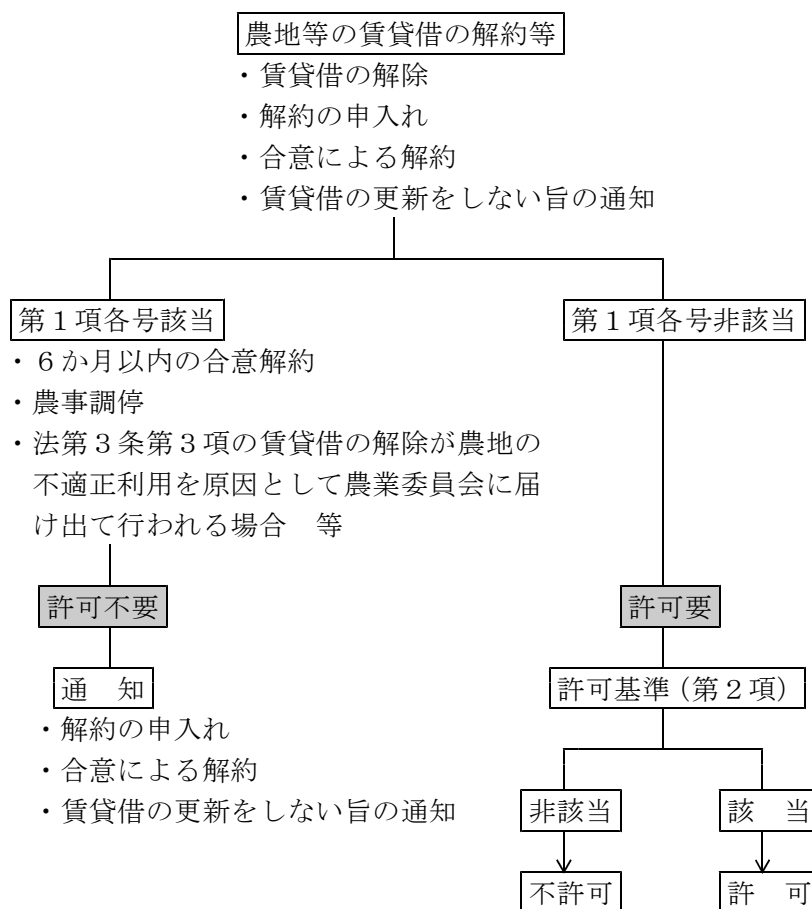 農地等の賃貸借の解約等
・賃貸借の解除
・解約の申入れ
・合意による解約
・賃貸借の更新をしない旨の通知
第１項各号該当
・６か月以内の合意解約
・農事調停
・法第３条第３項の賃貸借の解除が農地の
不適正利用を原因として農業委員会に届
け出て行われる場合　等
第１項各号非該当
許可不要
許可要
通　知
・解約の申入れ
・合意による解約
・賃貸借の更新をしない旨の通知
許可基準（第２項）
非該当
該　当
不許可
許　可